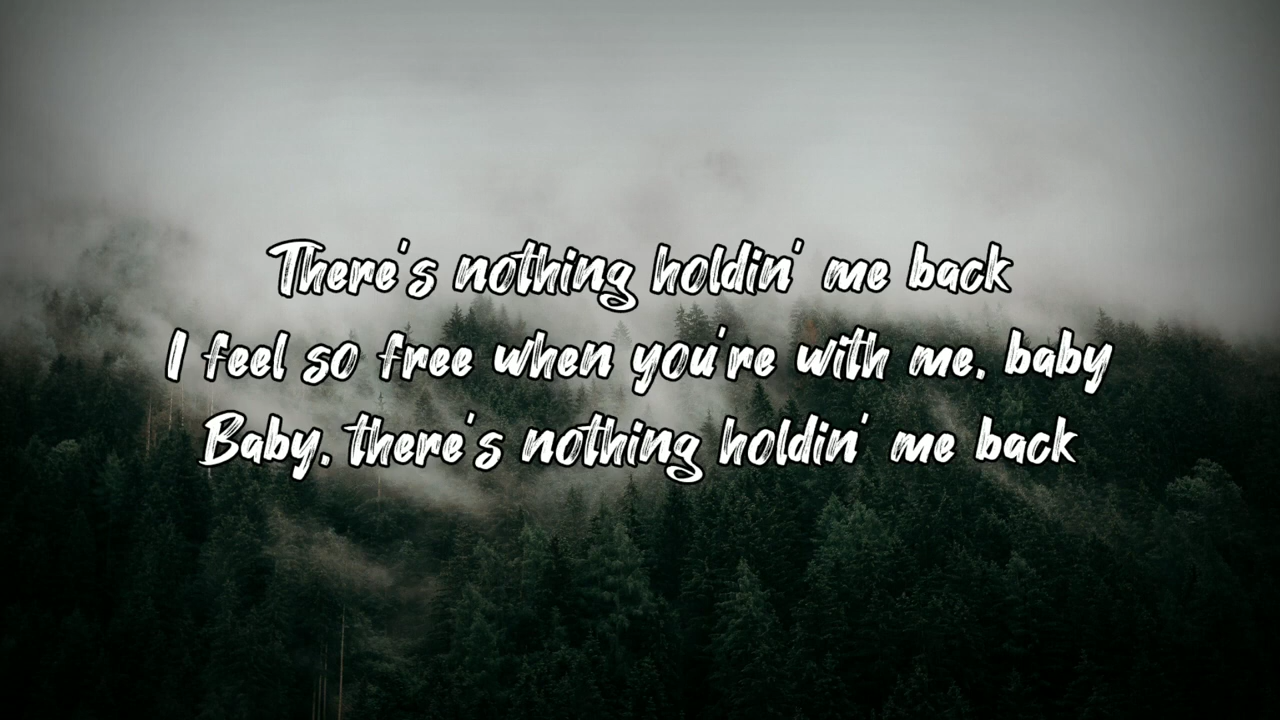 There's nothing holdin' me back
I feel so free when you're with me, baby
Baby, there's nothing holdin' me back